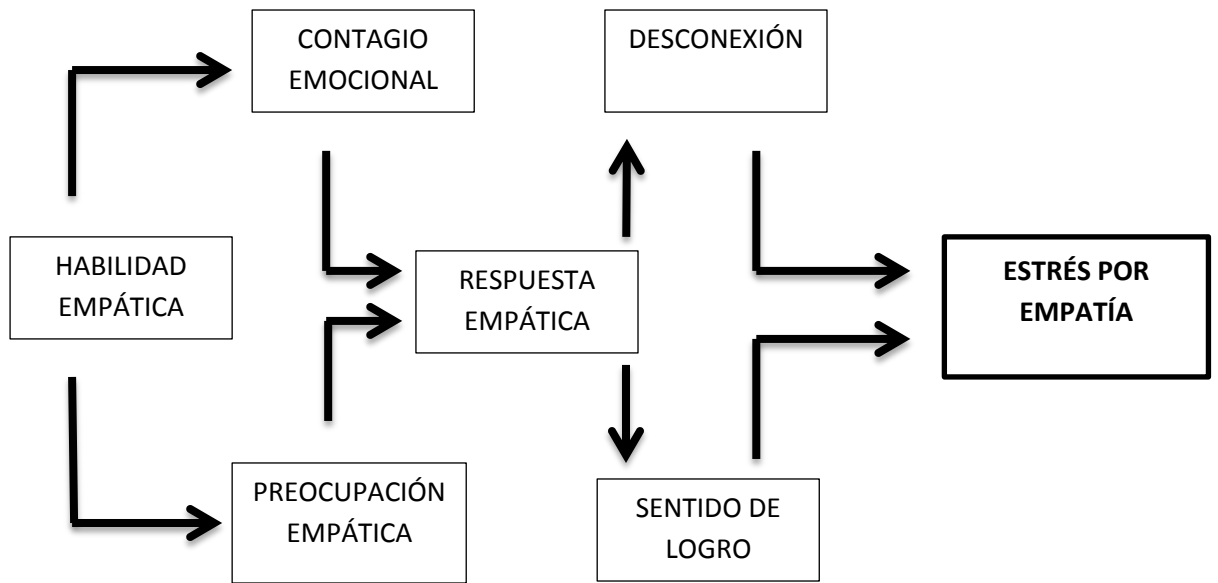 CONTAGIO
EMOCIONAL
DESCONEXIÓN
HABILIDAD
EMPÁTICA
RESPUESTA
EMPÁTICA
ESTRÉS POR
EMPATÍA
PREOCUPACIÓN
EMPÁTICA
SENTIDO DE
LOGRO